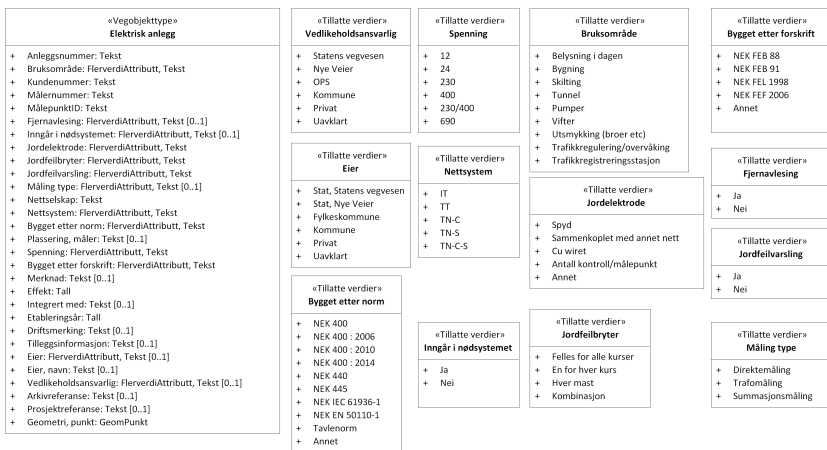 «Vegobjekttype»
Elektrisk anlegg
+ Anleggsnummer: Tekst
+ Bruksområde: FlerverdiAttributt, Tekst
+ Kundenummer: Tekst
+ Målernummer: Tekst
+ MålepunktID: Tekst
+ Fjernavlesing: FlerverdiAttributt, Tekst [0..1]
+ Inngår i nødsystemet: FlerverdiAttributt, Tekst [0..1]
+ Jordelektrode: FlerverdiAttributt, Tekst
+ Jordfeilbryter: FlerverdiAttributt, Tekst
+ Jordfeilvarsling: FlerverdiAttributt, Tekst
+ Måling type: FlerverdiAttributt, Tekst [0..1]
+ Nettselskap: Tekst
+ Nettsystem: FlerverdiAttributt, Tekst
+ Bygget etter norm: FlerverdiAttributt, Tekst
+ Plassering, måler: Tekst [0..1]
+ Spenning: FlerverdiAttributt, Tekst
+ Bygget etter forskrift: FlerverdiAttributt, Tekst
+ Merknad: Tekst [0..1]
+ Effekt: Tall
+ Integrert med: Tekst [0..1]
+ Etableringsår: Tall
+ Driftsmerking: Tekst [0..1]
+ Tilleggsinformasjon: Tekst [0..1]
+ Eier: FlerverdiAttributt, Tekst [0..1]
+ Eier, navn: Tekst [0..1]
+ Vedlikeholdsansvarlig: FlerverdiAttributt, Tekst [0..1]
+ Arkivreferanse: Tekst [0..1]
+ Prosjektreferanse: Tekst [0..1]
+ Geometri, punkt: GeomPunkt
«Tillatte verdier»
Vedlikeholdsansvarlig
+ Statens vegvesen
+ Nye Veier
+ OPS
+ Kommune
+ Privat
+ Uavklart
«Tillatte verdier»
Eier
+ Stat, Statens vegvesen
+ Stat, Nye Veier
+ Fylkeskommune
+ Kommune
+ Privat
+ Uavklart
«Tillatte verdier»
Bygget etter norm
+ NEK 400
+ NEK 400 : 2006
+ NEK 400 : 2010
+ NEK 400 : 2014
+ NEK 440
+ NEK 445
+ NEK IEC 61936-1
+ NEK EN 50110-1
+ Tavlenorm
+ Annet
«Tillatte verdier»
Spenning
+ 12
+ 24
+ 230
+ 400
+ 230/400
+ 690
«Tillatte verdier»
Nettsystem
+ IT
+ TT
+ TN-C
+ TN-S
+ TN-C-S
«Tillatte verdier»
Inngår i nødsystemet
+ Ja
+ Nei
«Tillatte verdier»
Bruksområde
+ Belysning i dagen
+ Bygning
+ Skilting
+ Tunnel
+ Pumper
+ Vifter
+ Utsmykking (broer etc)
+ Trafikkregulering/overvåking
+ Trafikkregistreringsstasjon
«Tillatte verdier»
Jordelektrode
+ Spyd
+ Sammenkoplet med annet nett
+ Cu wiret
+ Antall kontroll/målepunkt
+ Annet
«Tillatte verdier»
Jordfeilbryter
+ Felles for alle kurser
+ En for hver kurs
+ Hver mast
+ Kombinasjon
«Tillatte verdier»
Bygget etter forskrift
+ NEK FEB 88
+ NEK FEB 91
+ NEK FEL 1998
+ NEK FEF 2006
+ Annet
«Tillatte verdier»
Fjernavlesing
+ Ja
+ Nei
«Tillatte verdier»
Jordfeilvarsling
+ Ja
+ Nei
«Tillatte verdier»
Måling type
+ Direktemåling
+ Trafomåling
+ Summasjonsmåling